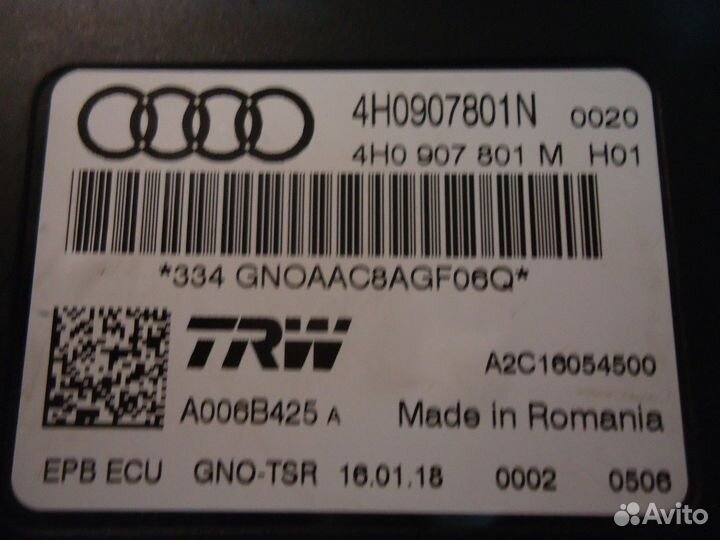 4H0907801N 0020
4H0 907 801 M H01
*334 GNOAAC8AGF06Q*
TRW
A2C16054500
A006B425 A Made in Romania
EPB ECU GNO-TSR 16.01.18 0002 0506
Avito